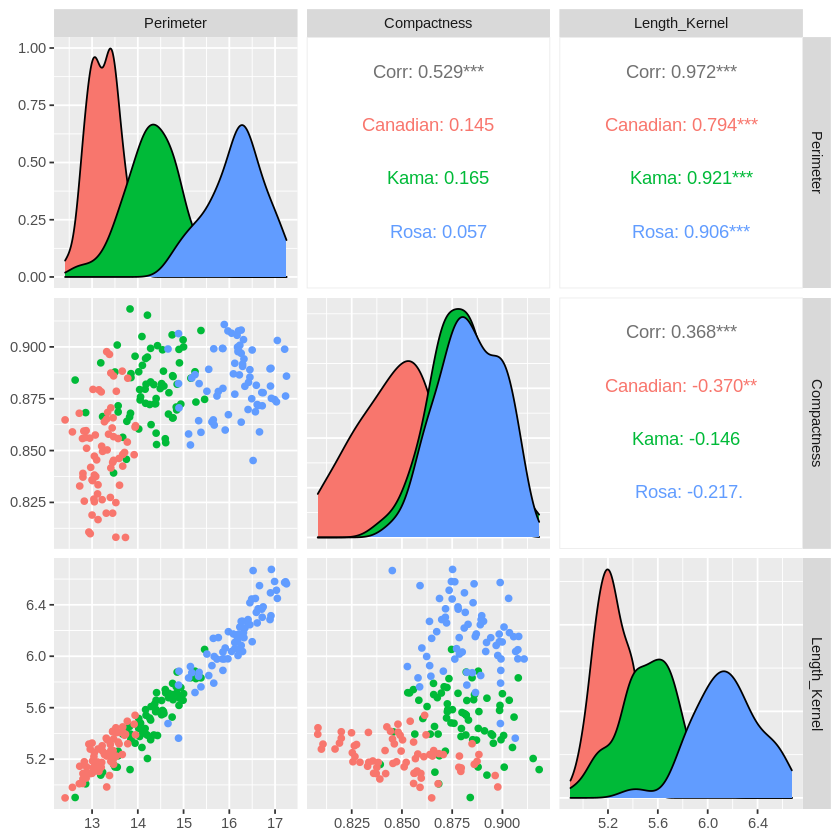 Perimeter Compactness Length_Kernel
1.00
0.75
0.50
0.25
0.00
Corr: 0.529***
Canadian: 0.145
Kama: 0.165
Rosa: 0.057
Corr: 0.972***
Canadian: 0.794***
Kama: 0.921***
Rosa: 0.906***
Perimeter
0.900
0.875
0.850
0.825
Corr: 0.368***
Canadian: -0.370**
Kama: -0.146
Rosa: -0.217.
Compactness
6.4
6.0
5.6
5.2
Length_Kernel
13 14 15 16 17
0.825 0.850 0.875 0.900
5.2 5.6 6.0 6.4